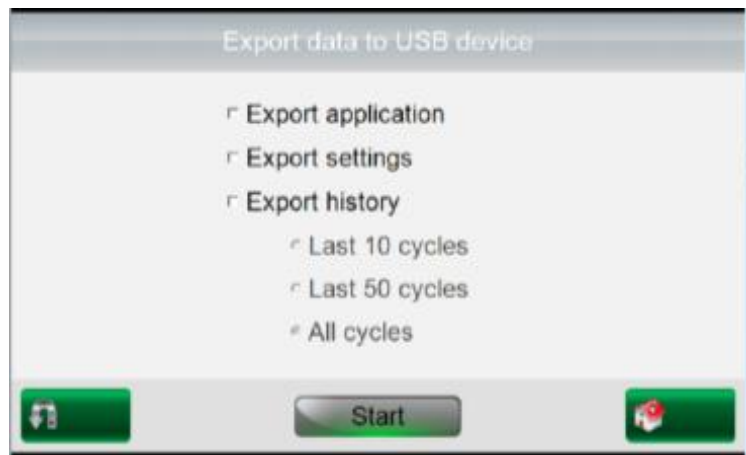 Export data to USB device
Export application
Export settings
Export history
Last 10 cycles
Last 50 cycles
All cycles
Start